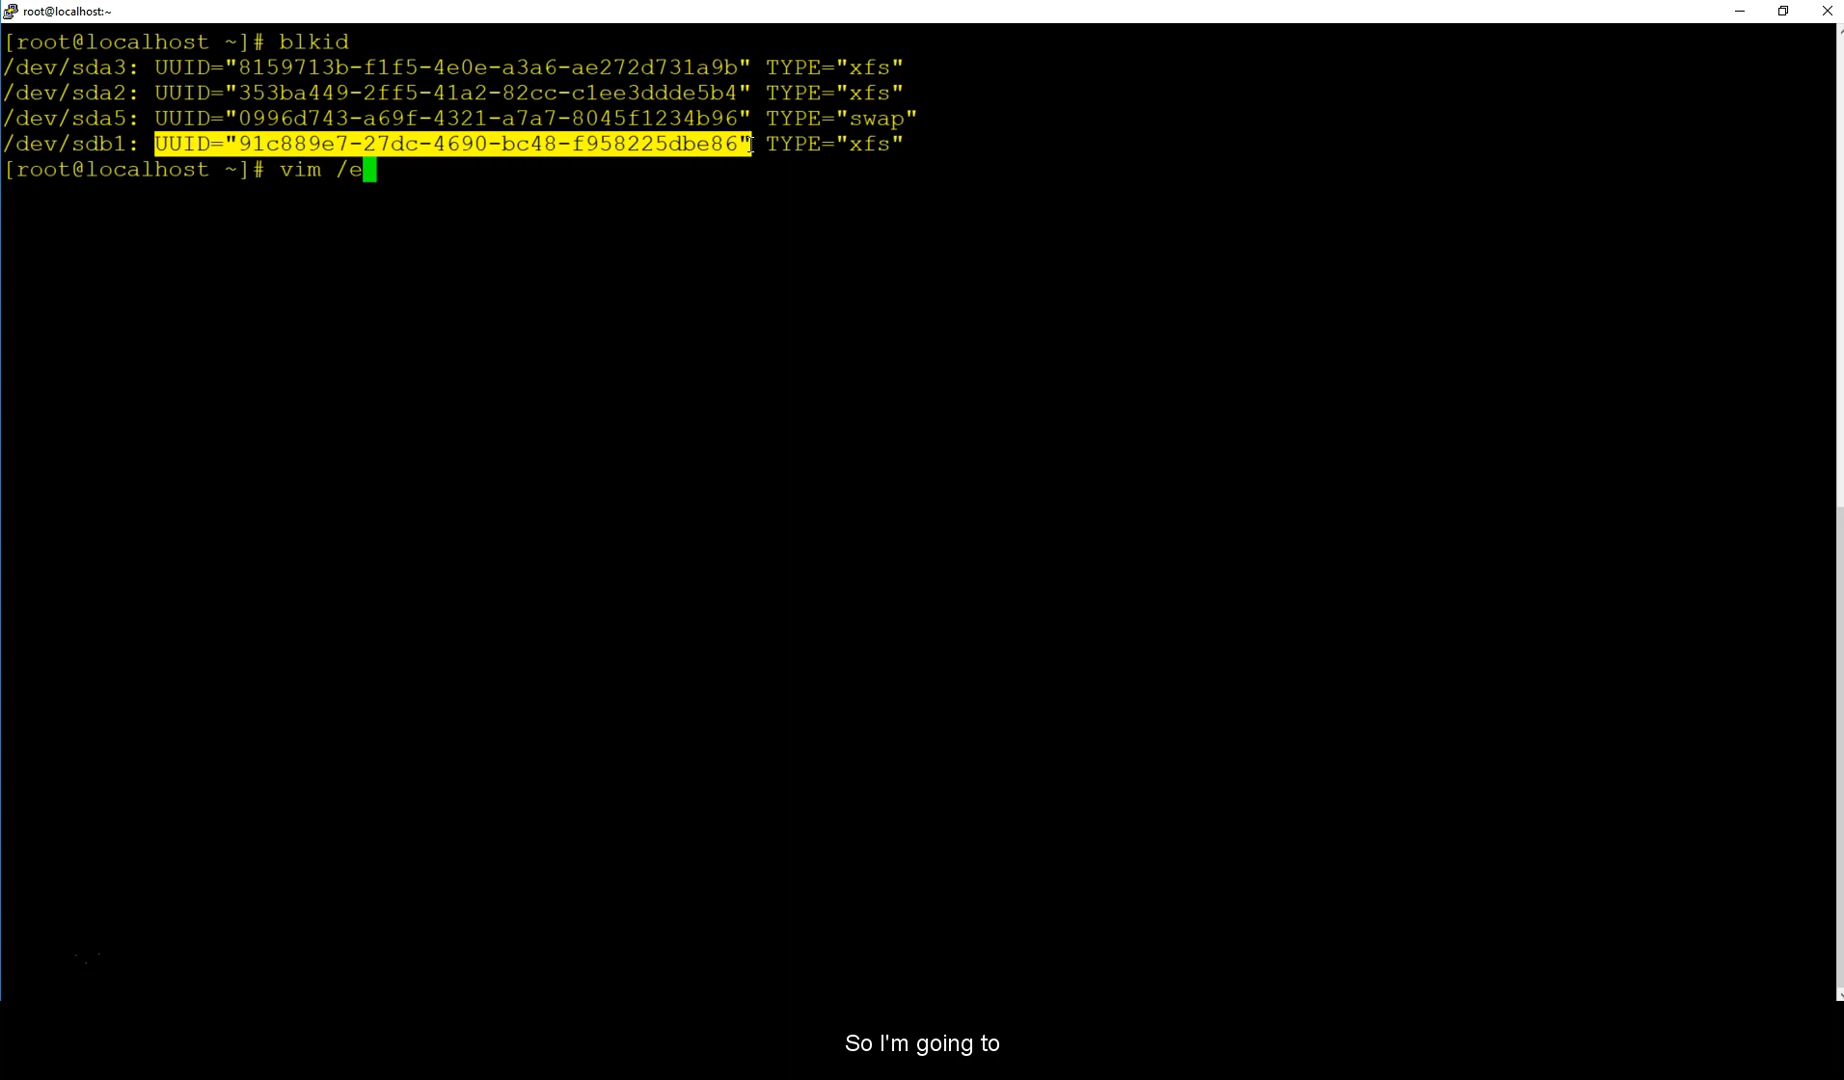 root@localhost:~
[root@localhost ~]# blkid
/dev/sda3: UUID="8159713b-f1f5-4e0e-a3a6-ae272d731a9b" TYPE="xfs"
/dev/sda2: UUID="353ba449-2ff5-41a2-82cc-c1ee3ddde5b4" TYPE="xfs"
/dev/sda5: UUID="0996d743-a69f-4321-a7a7-8045f1234b96" TYPE="swap"
/dev/sdb1: UUID="91c889e7-27dc-4690-bc48-f958225dbe86" TYPE="xfs"
[root@localhost ~]# vim /e
So I'm going to